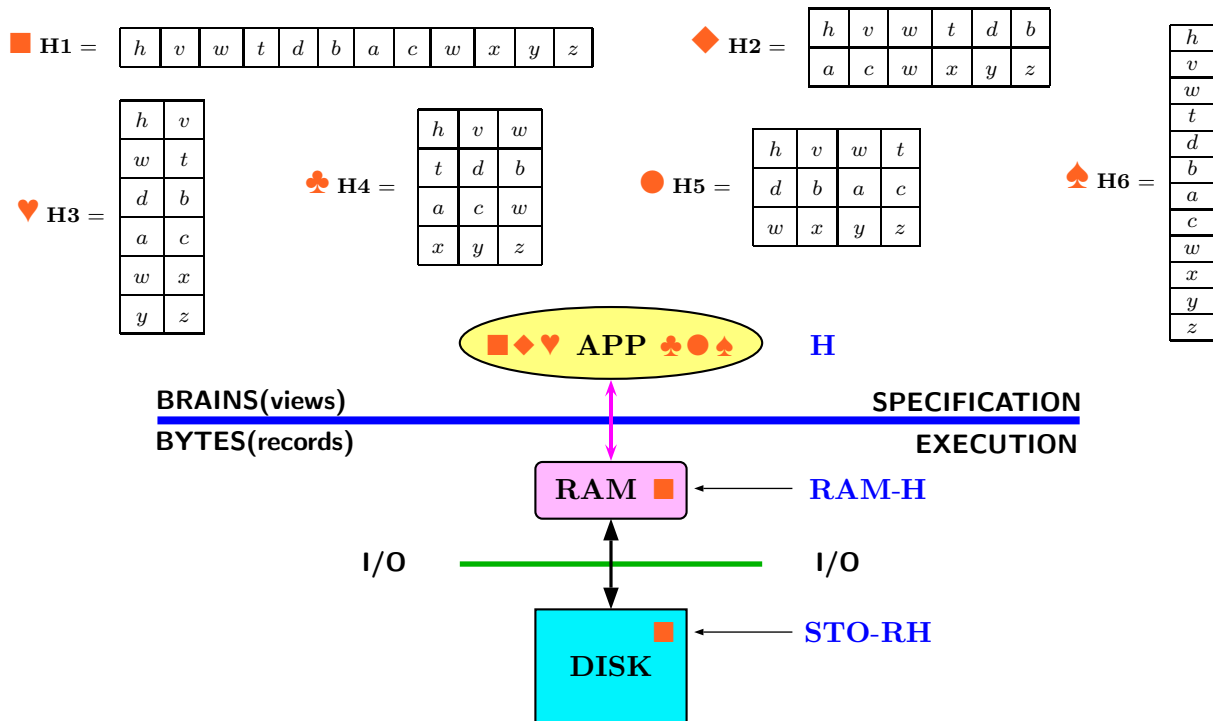 H1 = h v w t d b a c w x y z
H2 = h v w t d b
a c w x y z
H3 = h v
w t
d b
a c
w x
y z
H4 = h v w
t d b
a c w
x y z
H5 = h v w t
d b a c
w x y z
H6 = h
v
w
t
d
b
a
c
w
x
y
z
APP
H
BRAINS(views)
SPECIFICATION
BYTES(records)
EXECUTION
RAM
RAM-H
I/O
I/O
STO-RH
DISK